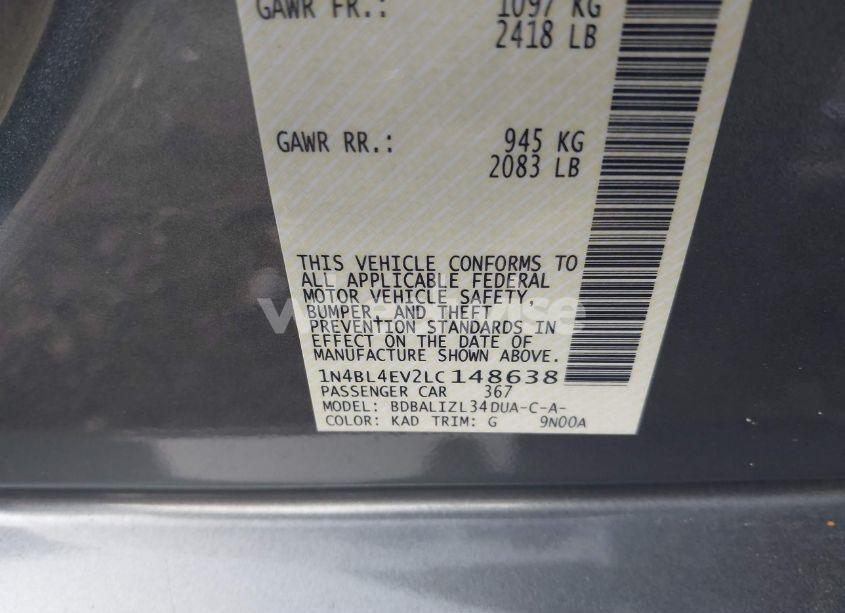 GAWR FR.: 1097 KG
2418 LB
GAWR RR.: 945 KG
2083 LB
THIS VEHICLE CONFORMS TO
ALL APPLICABLE FEDERAL
MOTOR VEHICLE SAFETY,
BUMPER, AND THEFT
PREVENTION STANDARDS IN
EFFECT ON THE DATE OF
MANUFACTURE SHOWN ABOVE.
1N4BL4EV2LC148638
PASSENGER CAR 367
MODEL: BDBALIZL34DUA-C-A-
COLOR: KAD TRIM: G 9N00A